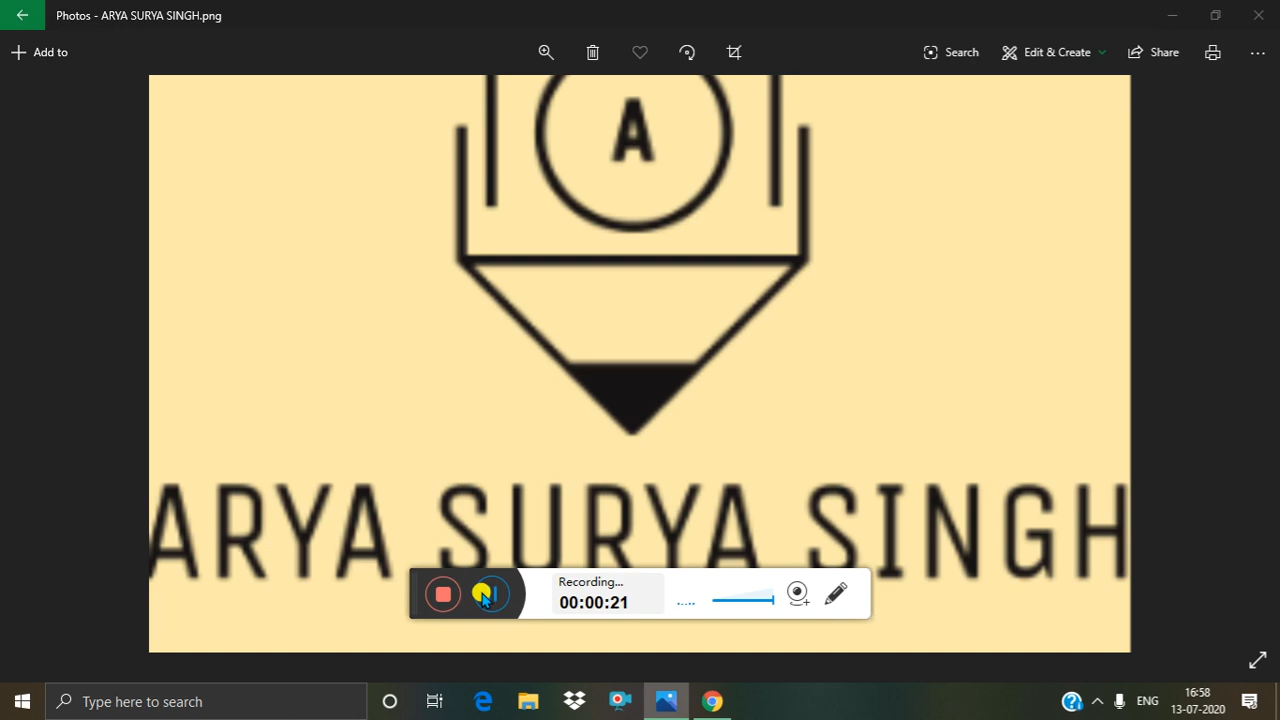 Photos - ARYA SURYA SINGH.png
Add to
Search
Edit & Create
Share
A
ARYA SURYA SINGH
Recording...
00:00:21
Type here to search
ENG
16:58
13-07-2020